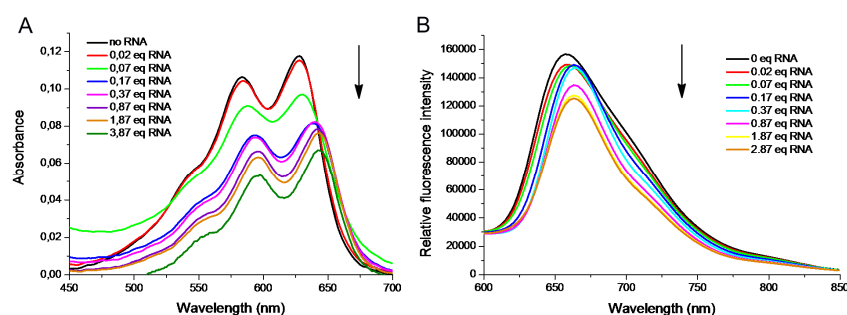 A
no RNA
0,02 eq RNA
0,07 eq RNA
0,17 eq RNA
0,37 eq RNA
0,87 eq RNA
1,87 eq RNA
3,87 eq RNA
Absorbance
0,12
0,10
0,08
0,06
0,04
0,02
0,00
450 500 550 600 650 700
Wavelength (nm)
B
0 eq RNA
0.02 eq RNA
0.07 eq RNA
0.17 eq RNA
0.37 eq RNA
0.87 eq RNA
1.87 eq RNA
2.87 eq RNA
Relative fluorescence intensity
160000
140000
120000
100000
80000
60000
40000
20000
0
600 650 700 750 800 850
Wavelength (nm)